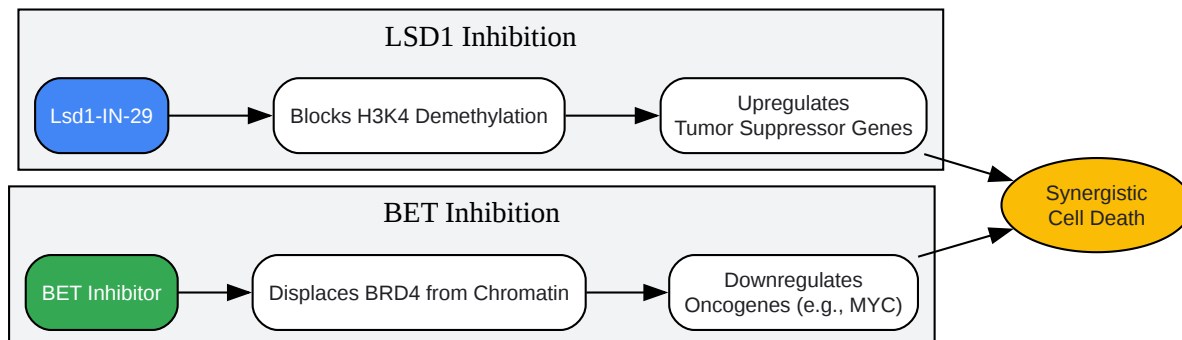 LSD1 Inhibition
Lsd1-IN-29
Blocks H3K4 Demethylation
Upregulates
Tumor Suppressor Genes
BET Inhibition
BET Inhibitor
Displaces BRD4 from Chromatin
Downregulates
Oncogenes (e.g., MYC)
Synergistic
Cell Death